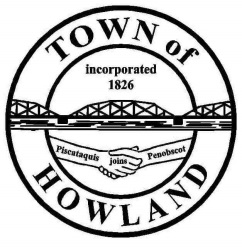 TOWN of
incorporated
1826
Piscataquis joins Penobscot
HOWLAND